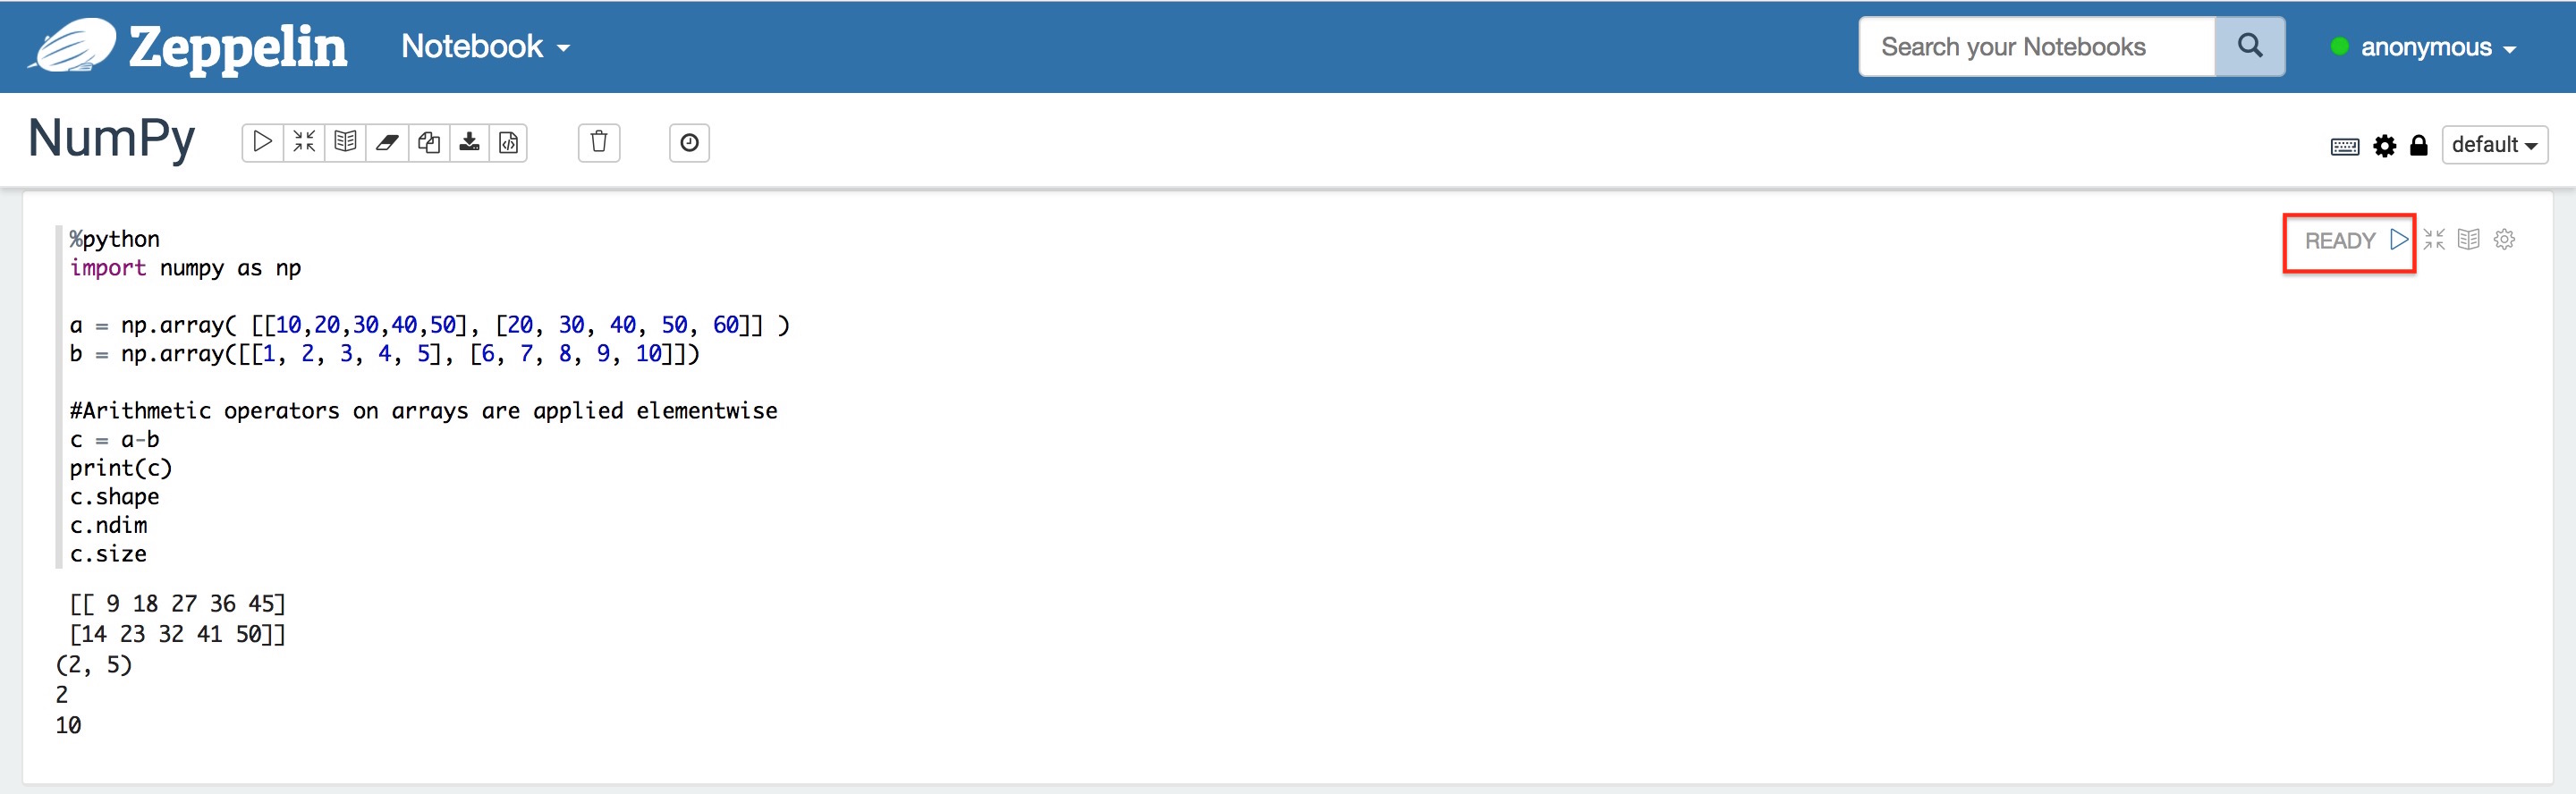 Zeppelin Notebook Search your Notebooks anonymous
NumPy default
READY
%python
import numpy as np
a = np.array( [[10,20,30,40,50], [20, 30, 40, 50, 60]] )
b = np.array([[1, 2, 3, 4, 5], [6, 7, 8, 9, 10]])
#Arithmetic operators on arrays are applied elementwise
c = a-b
print(c)
c.shape
c.ndim
c.size
[[ 9 18 27 36 45]
[14 23 32 41 50]]
(2, 5)
2
10